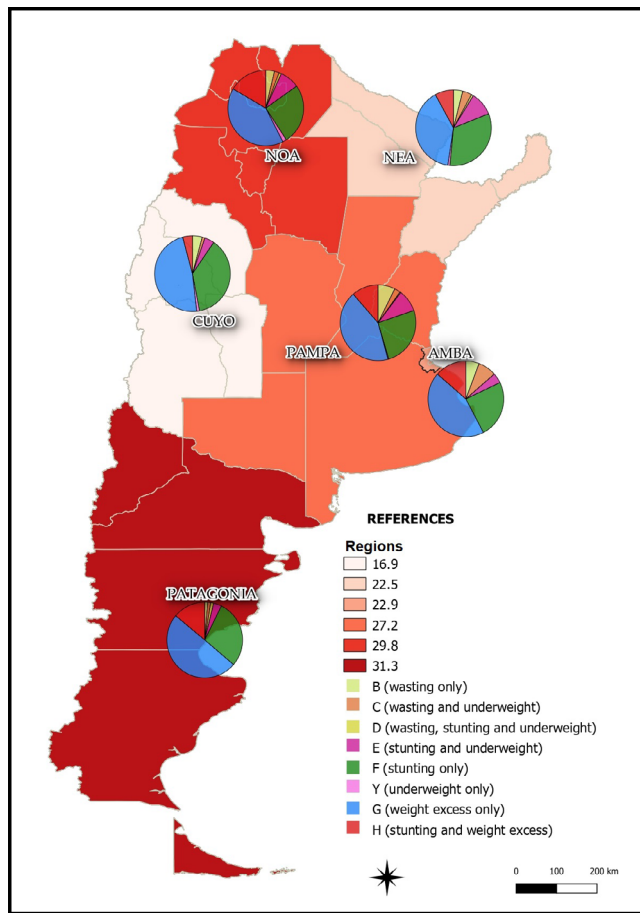 NOA
NEA
CUYO
PAMPA
AMBA
PATAGONIA
REFERENCES
Regions
16.9
22.5
22.9
27.2
29.8
31.3
B (wasting only)
C (wasting and underweight)
D (wasting, stunting and underweight)
E (stunting and underweight)
F (stunting only)
Y (underweight only)
G (weight excess only)
H (stunting and weight excess)
0 100 200 km